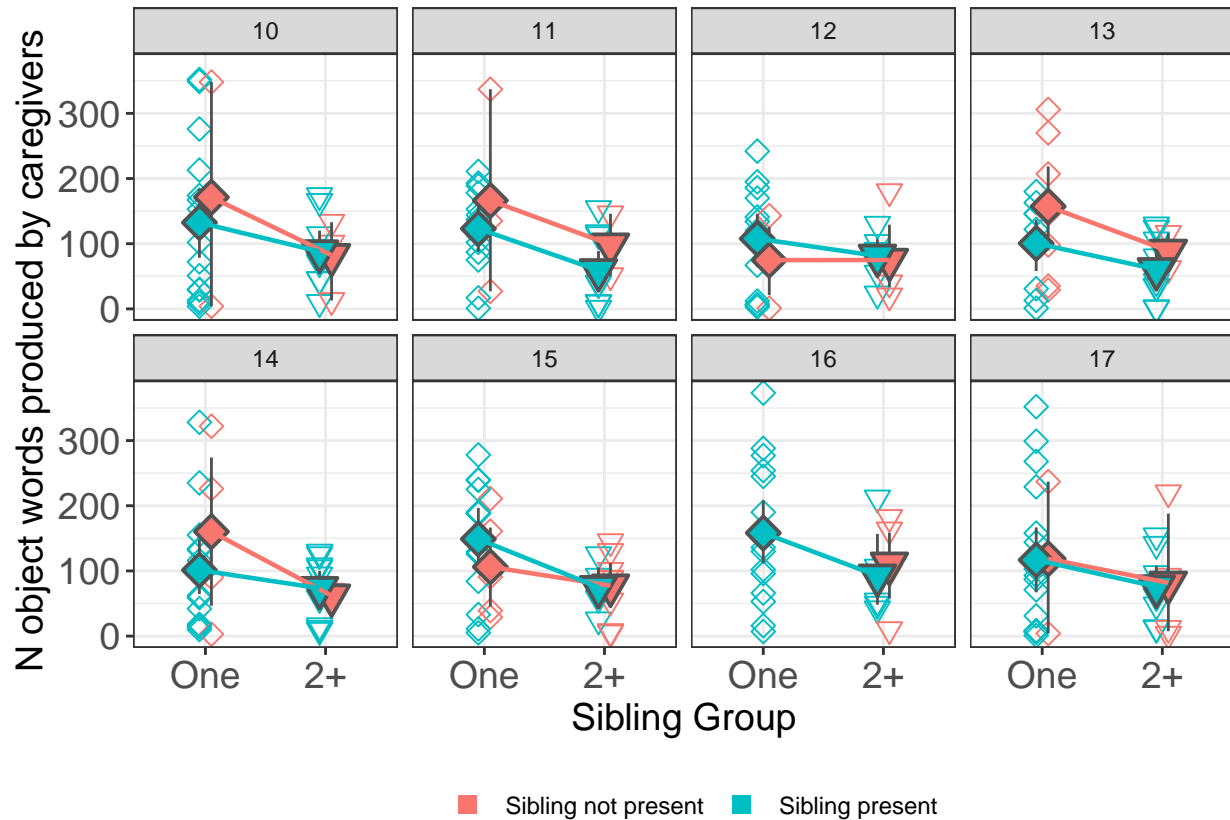 N object words produced by caregivers
10 11 12 13
300
200
100
0
14 15 16 17
300
200
100
0
One 2+ One 2+ One 2+ One 2+
Sibling Group
Sibling not present Sibling present